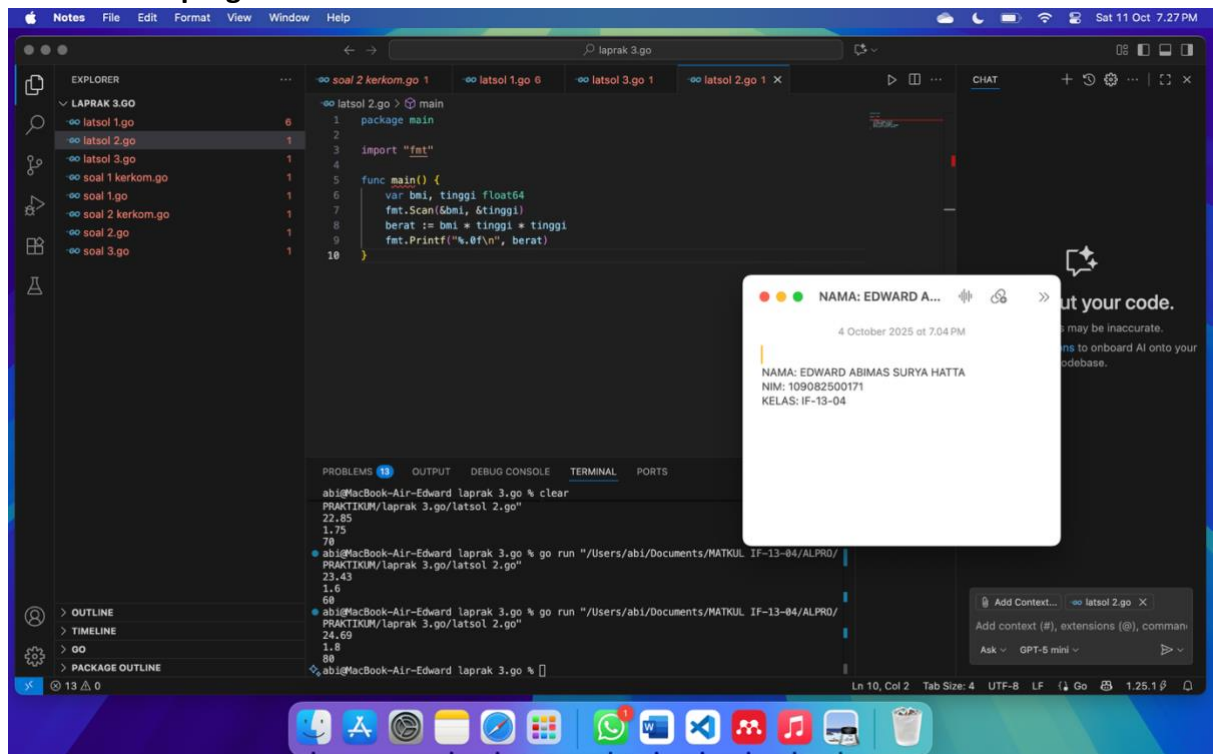 Notes File Edit Format View Window Help Sat 11 Oct 7.27 PM
laprak 3.go
EXPLORER
LAPRAK 3.GO
latsol 1.go 6
latsol 2.go 1
latsol 3.go 1
soal 1 kerkom.go 1
soal 1.go 1
soal 2 kerkom.go 1
soal 2.go 1
soal 3.go 1
OUTLINE
TIMELINE
GO
PACKAGE OUTLINE
soal 2 kerkom.go 1 latsol 1.go 6 latsol 3.go 1 latsol 2.go 1
latsol 2.go > main
1 package main
2
3 import "fmt"
4
5 func main() {
6 var bmi, tinggi float64
7 fmt.Scan(&bmi, &tinggi)
8 berat := bmi * tinggi * tinggi
9 fmt.Printf("%.0f\n", berat)
10 }
PROBLEMS 13 OUTPUT DEBUG CONSOLE TERMINAL PORTS
abi@MacBook-Air-Edward laprak 3.go % clear
PRAKTIKUM/laprak 3.go/latsol 2.go"
22.85
1.75
70
abi@MacBook-Air-Edward laprak 3.go % go run "/Users/abi/Documents/MATKUL IF-13-04/ALPRO/
PRAKTIKUM/laprak 3.go/latsol 2.go"
23.43
1.6
60
abi@MacBook-Air-Edward laprak 3.go % go run "/Users/abi/Documents/MATKUL IF-13-04/ALPRO/
PRAKTIKUM/laprak 3.go/latsol 2.go"
24.69
1.8
80
abi@MacBook-Air-Edward laprak 3.go %
NAMA: EDWARD A...
4 October 2025 at 7.04 PM
NAMA: EDWARD ABIMAS SURYA HATTA
NIM: 109082500171
KELAS: IF-13-04
CHAT
ut your code.
may be inaccurate.
ns to onboard AI onto your
odebase.
Add Context... latsol 2.go
Add context (#), extensions (@), comman
Ask GPT-5 mini
13 0 Ln 10, Col 2 Tab Size: 4 UTF-8 LF Go 1.25.1
1